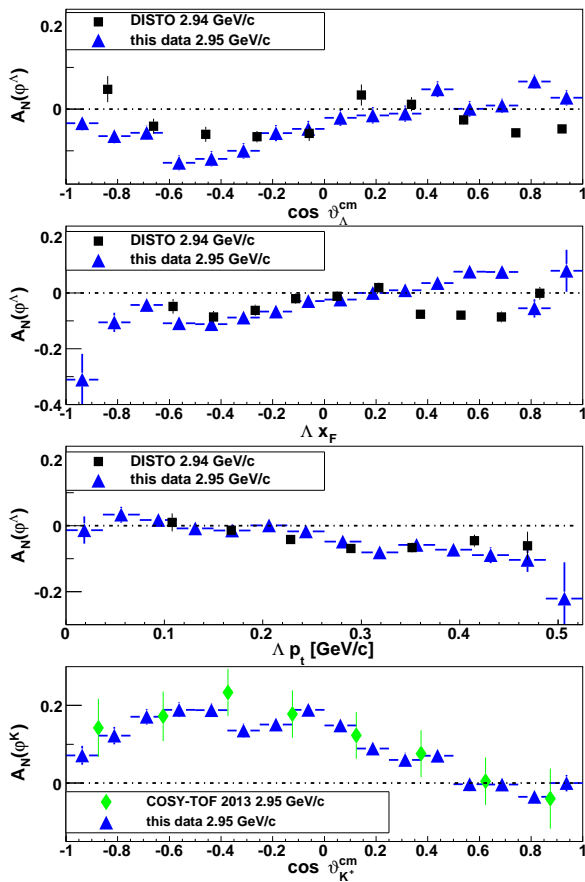 DISTO 2.94 GeV/c
this data 2.95 GeV/c
A_N(φ^Λ)
0.2
0
-1 -0.8 -0.6 -0.4 -0.2 0 0.2 0.4 0.6 0.8 1
cos ϑ_Λ^cm
DISTO 2.94 GeV/c
this data 2.95 GeV/c
A_N(φ^Λ)
0.2
0
-0.2
-0.4
-1 -0.8 -0.6 -0.4 -0.2 0 0.2 0.4 0.6 0.8 1
Λ x_F
DISTO 2.94 GeV/c
this data 2.95 GeV/c
A_N(φ^Λ)
0.2
0
-0.2
0 0.1 0.2 0.3 0.4 0.5
Λ p_t [GeV/c]
A_N(φ^K)
0.2
0
COSY-TOF 2013 2.95 GeV/c
this data 2.95 GeV/c
-1 -0.8 -0.6 -0.4 -0.2 0 0.2 0.4 0.6 0.8 1
cos ϑ_K⁺^cm